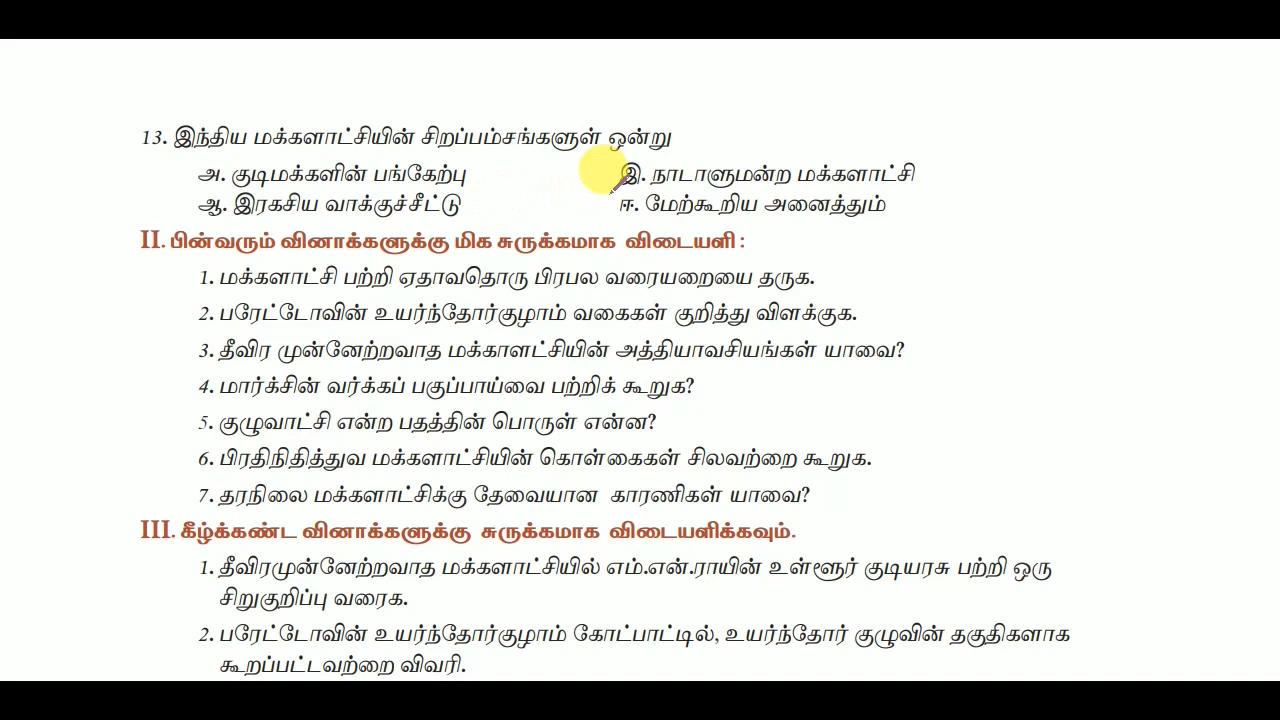 13. இந்திய மக்களாட்சியின் சிறப்பம்சங்களுள் ஒன்று
அ. குடிமக்களின் பங்கேற்பு இ. நாடாளுமன்ற மக்களாட்சி
ஆ. இரகசிய வாக்குச்சீட்டு ஈ. மேற்கூறிய அனைத்தும்
II. பின்வரும் வினாக்களுக்கு மிக சுருக்கமாக விடையளி :
1. மக்களாட்சி பற்றி ஏதாவதொரு பிரபல வரையறையை தருக.
2. பரேட்டோவின் உயர்ந்தோர்குழாம் வகைகள் குறித்து விளக்குக.
3. தீவிர முன்னேற்றவாத மக்காளட்சியின் அத்தியாவசியங்கள் யாவை?
4. மார்க்சின் வர்க்கப் பகுப்பாய்வை பற்றிக் கூறுக?
5. குழுவாட்சி என்ற பதத்தின் பொருள் என்ன?
6. பிரதிநிதித்துவ மக்களாட்சியின் கொள்கைகள் சிலவற்றை கூறுக.
7. தரநிலை மக்களாட்சிக்கு தேவையான காரணிகள் யாவை?
III. கீழ்க்கண்ட வினாக்களுக்கு சுருக்கமாக விடையளிக்கவும்.
1. தீவிரமுன்னேற்றவாத மக்களாட்சியில் எம்.என்.ராயின் உள்ளூர் குடியரசு பற்றி ஒரு
சிறுகுறிப்பு வரைக.
2. பரேட்டோவின் உயர்ந்தோர்குழாம் கோட்பாட்டில், உயர்ந்தோர் குழுவின் தகுதிகளாக
கூறப்பட்டவற்றை விவரி.